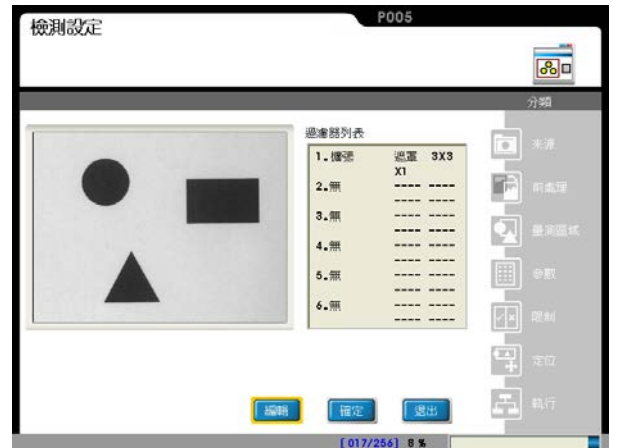 P005
檢測設定
分類
過濾器列表
1.擴張 遮罩 3X3
X1
2.無 ---- ----
---- ----
3.無 ---- ----
---- ----
4.無 ---- ----
---- ----
5.無 ---- ----
---- ----
6.無 ---- ----
---- ----
來源
前處理
量測區域
參數
限制
定位
執行
編輯 確定 退出
[017/256] 8 %